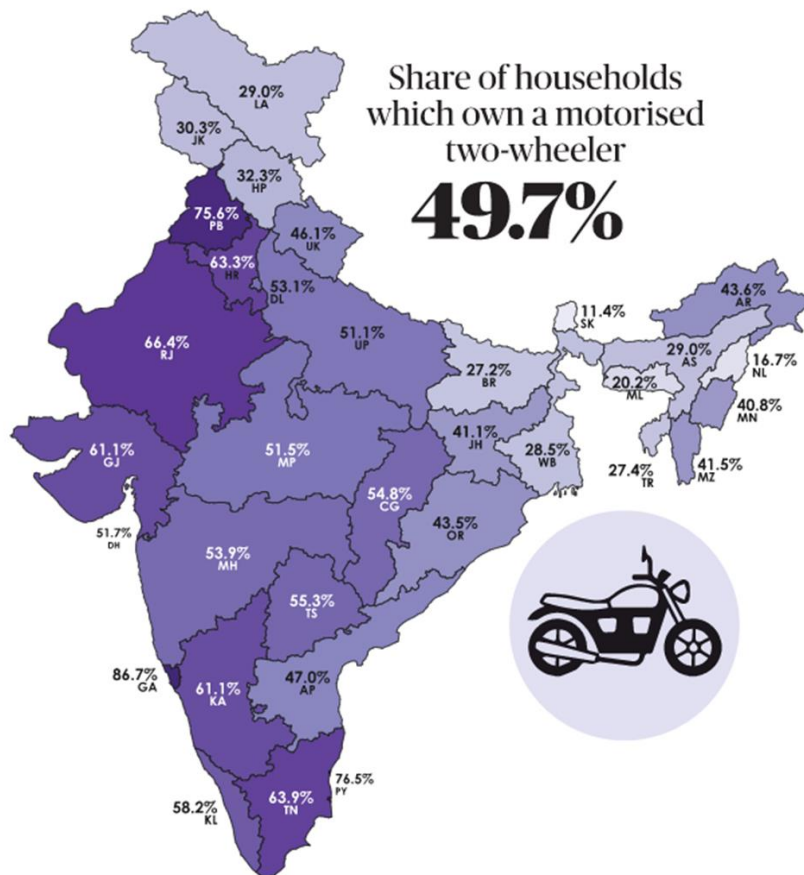 Share of households
which own a motorised
two-wheeler
49.7%
29.0%
LA
30.3%
JK
32.3%
HP
75.6%
PB
46.1%
UK
63.3%
HR
53.1%
DL
43.6%
AR
11.4%
SK
66.4%
RJ
51.1%
UP
29.0%
AS
16.7%
NL
27.2%
BR
20.2%
ML
40.8%
MN
61.1%
GJ
51.5%
MP
41.1%
JH
28.5%
WB
27.4%
TR
41.5%
MZ
54.8%
CG
43.5%
OR
51.7%
DH
53.9%
MH
55.3%
TS
86.7%
GA
61.1%
KA
47.0%
AP
76.5%
PY
58.2%
KL
63.9%
TN